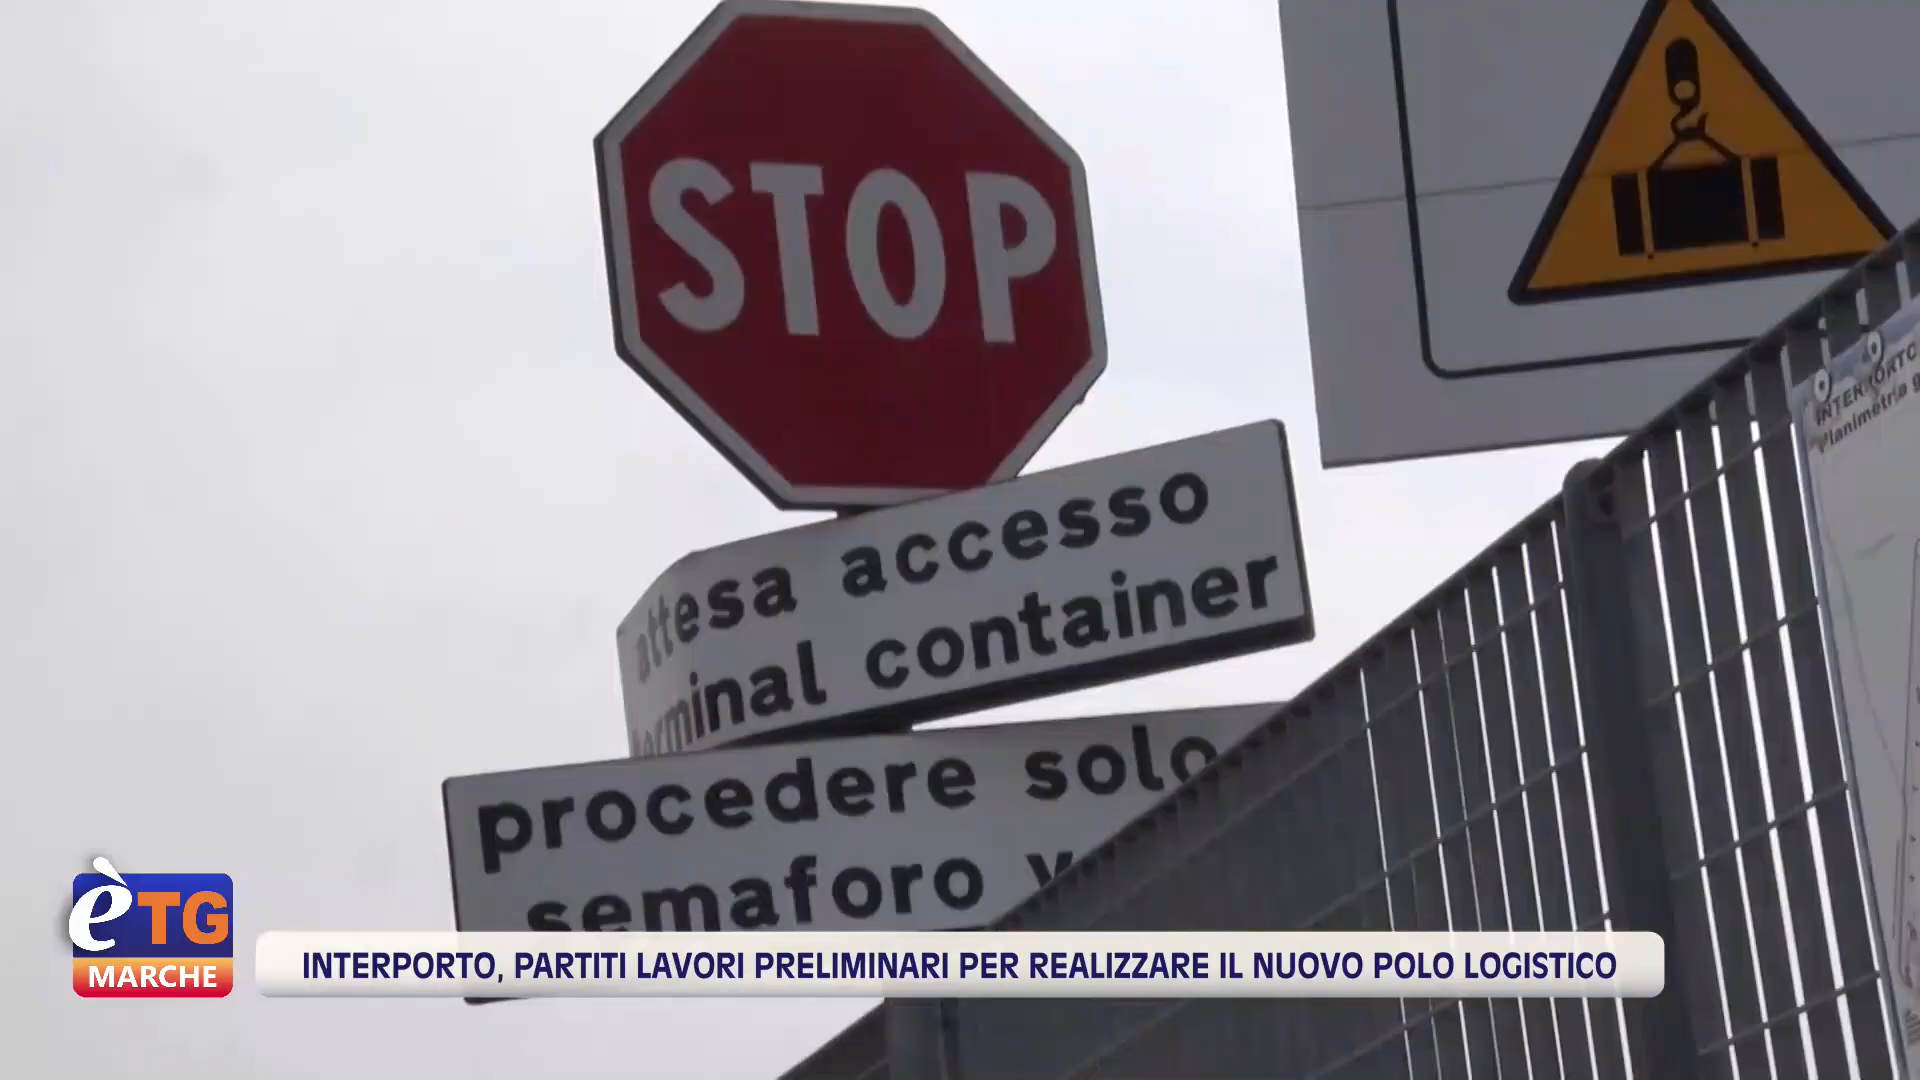 STOP
attesa accesso
terminal container
procedere solo
semaforo
INTERPORTO
Planimetria
èTG
MARCHE
INTERPORTO, PARTITI LAVORI PRELIMINARI PER REALIZZARE IL NUOVO POLO LOGISTICO